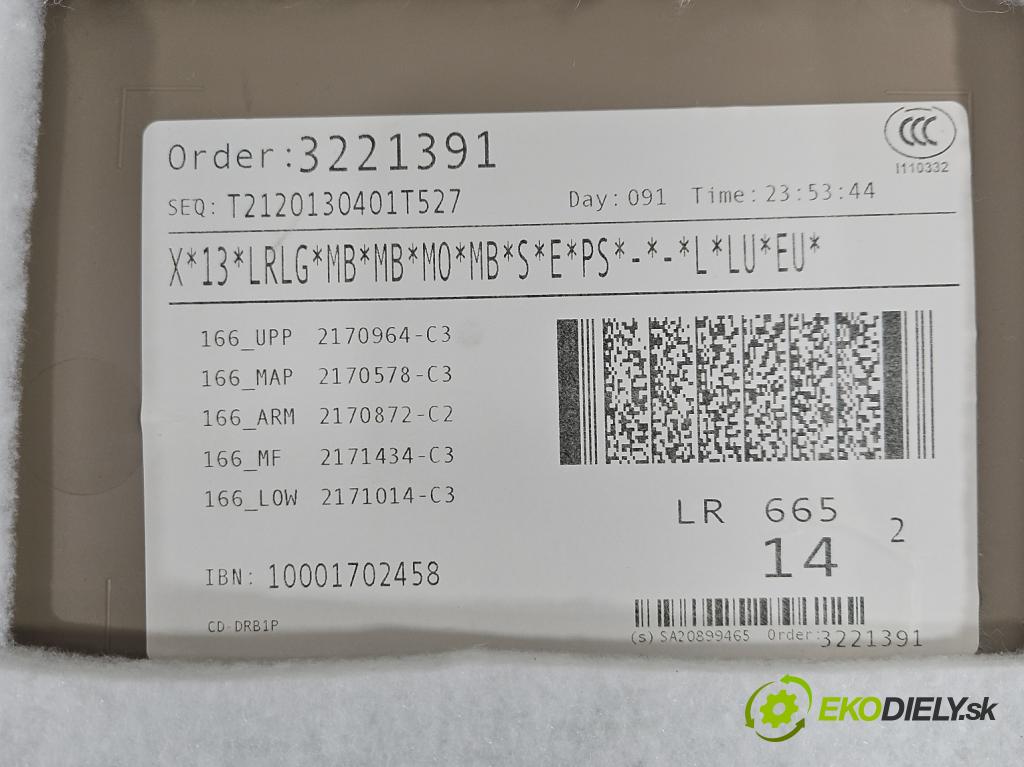 Order:3221391
CCC
I110332
SEQ: T2120130401T527 Day: 091 Time: 23:53:44
X*13*LRLG*MB*MB*MO*MB*S*E*PS*-*-*L*LU*EU*
166_UPP 2170964-C3
166_MAP 2170578-C3
166_ARM 2170872-C2
166_MF 2171434-C3
166_LOW 2171014-C3
LR 665
14 2
IBN: 10001702458
CD-DRB1P
(s) SA20899465 Order:3221391
EKODIELY.sk